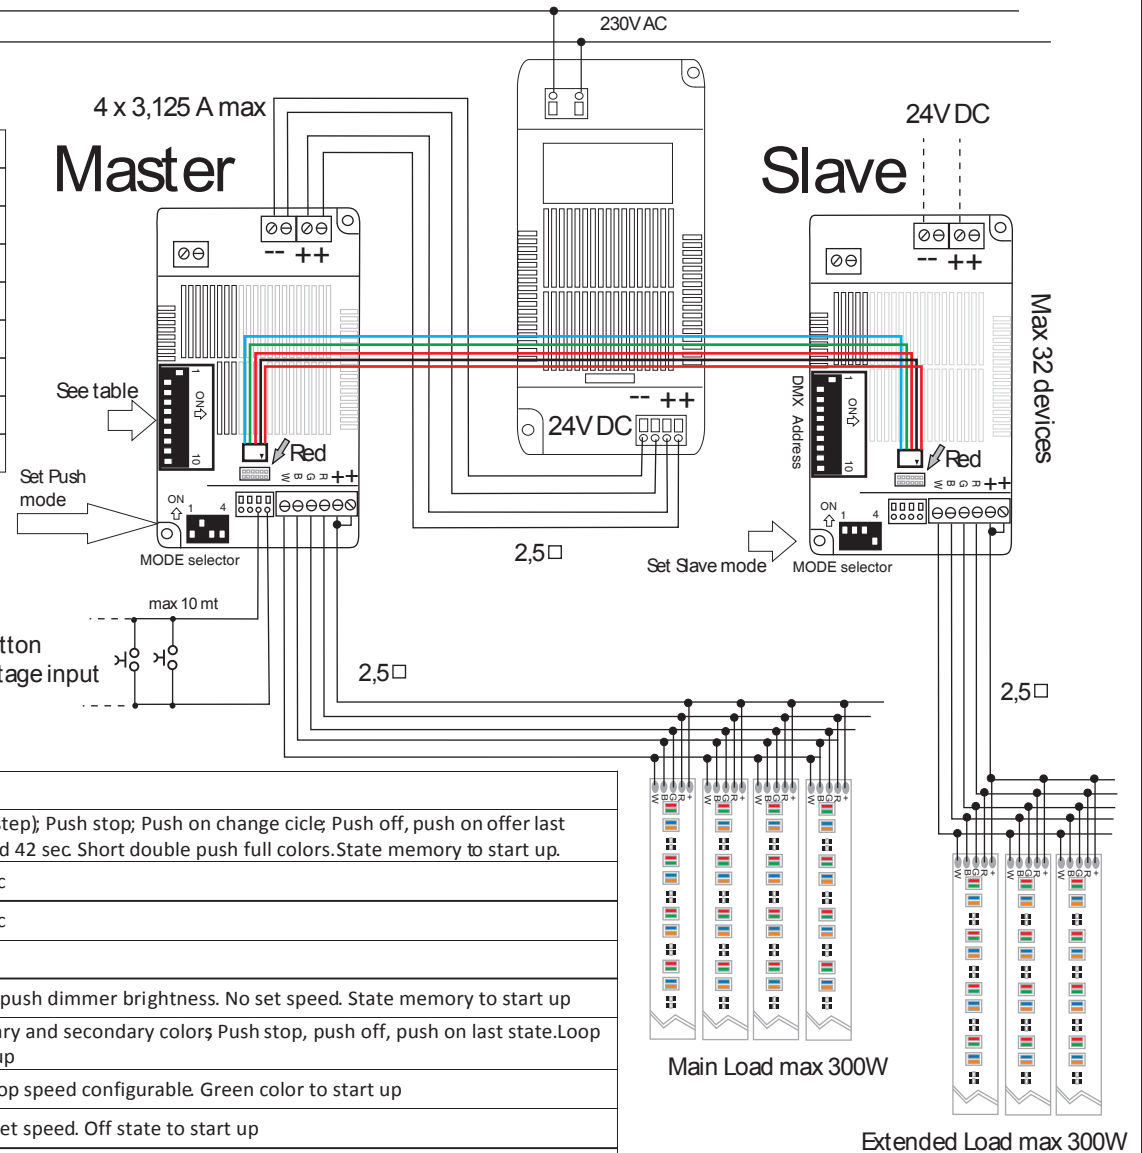 230V AC
4 x 3,125 A max
24V DC
Master
Slave
-- ++
-- ++
Max 32 devices
See table
1
ON
10
-- ++
24V DC
DMX Address
1
ON
10
Red
W B G R ++
Red
W B G R ++
Set Push
mode
ON
1 4
MODE selector
2,5
Set Slave mode
ON
1 4
MODE selector
max 10 mt
tton
tage input
2,5
2,5
W B G R +
W B G R +
W B G R +
W B G R +
step); Push stop; Push on change cicle; Push off, push on offer last
d 42 sec. Short double push full colors.State memory to start up.
c
c
push dimmer brightness. No set speed. State memory to start up
ary and secondary colors; Push stop, push off, push on last state.Loop
up
op speed configurable. Green color to start up
et speed. Off state to start up
W B G R +
W B G R +
W B G R +
Main Load max 300W
Extended Load max 300W